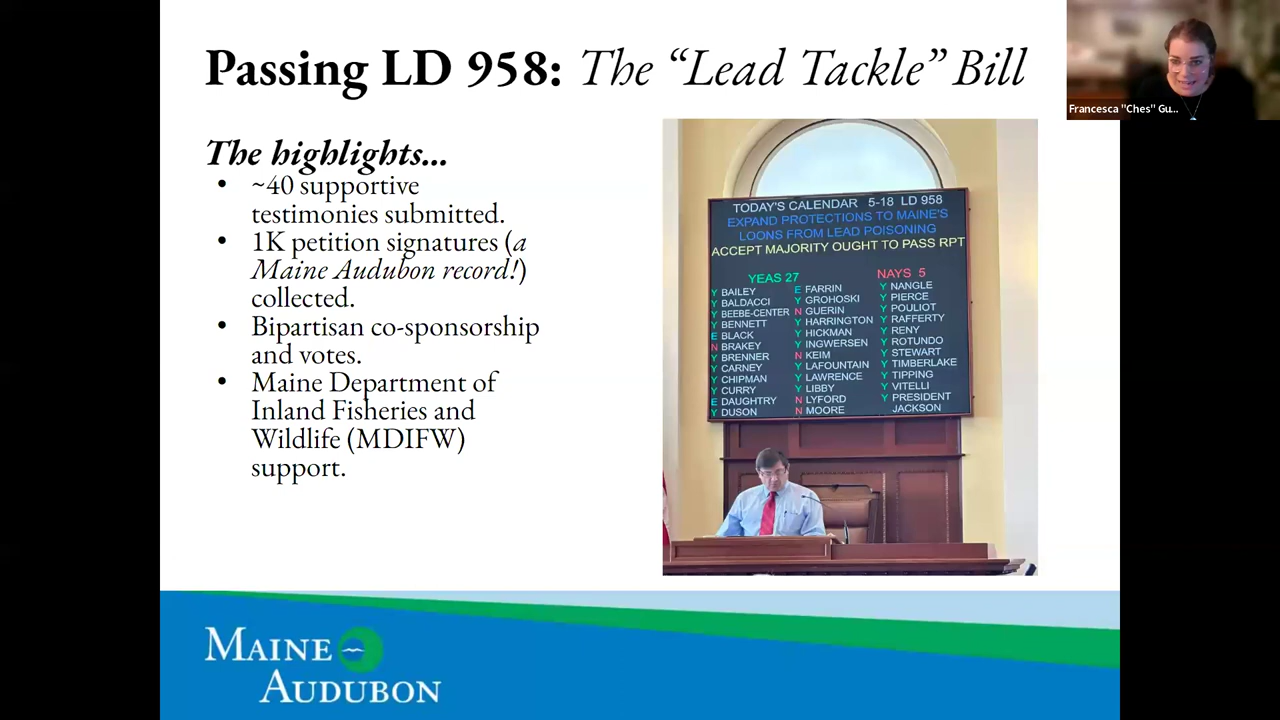 Passing LD 958: The “Lead Tackle” Bill
Francesca "Ches" Gu...
The highlights...
• ~40 supportive
testimonies submitted.
• 1K petition signatures (a
Maine Audubon record!)
collected.
• Bipartisan co-sponsorship
and votes.
• Maine Department of
Inland Fisheries and
Wildlife (MDIFW)
support.
TODAY'S CALENDAR 5-18 LD 958
EXPAND PROTECTIONS TO MAINE'S
LOONS FROM LEAD POISONING
ACCEPT MAJORITY OUGHT TO PASS RPT
YEAS 27
NAYS 5
Y BAILEY
Y BALDACCI
Y BEEBE-CENTER
Y BENNETT
E BLACK
N BRAKEY
Y BRENNER
Y CARNEY
Y CHIPMAN
Y CURRY
E DAUGHTRY
Y DUSON
E FARRIN
Y GROHOSKI
N GUERIN
Y HARRINGTON
Y HICKMAN
Y INGWERSEN
N KEIM
Y LAFOUNTAIN
Y LAWRENCE
Y LIBBY
N LYFORD
N MOORE
Y NANGLE
Y PIERCE
Y POULIOT
Y RAFFERTY
Y RENY
Y ROTUNDO
Y STEWART
Y TIMBERLAKE
Y TIPPING
Y VITELLI
Y PRESIDENT
JACKSON
MAINE
AUDUBON